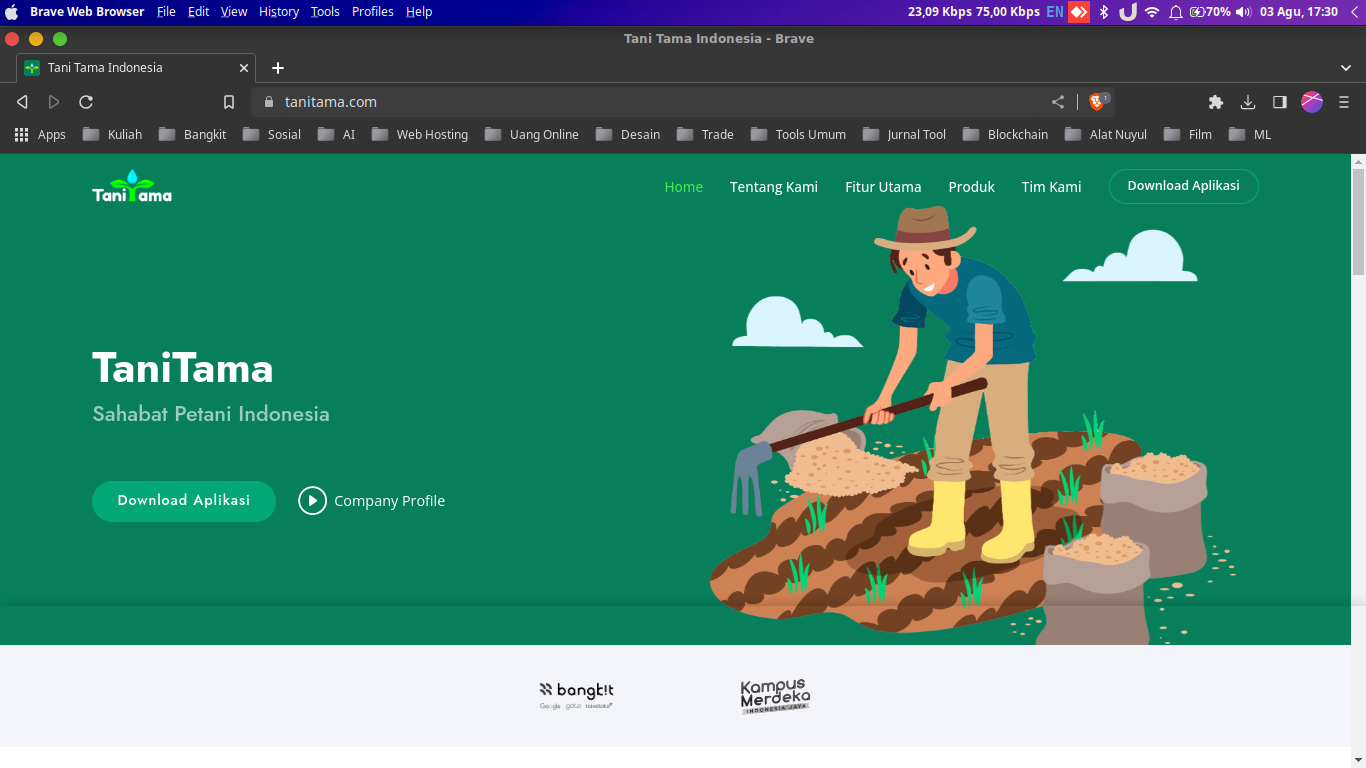 Brave Web Browser File Edit View History Tools Profiles Help 23,09 Kbps 75,00 Kbps EN 70% 03 Agu, 17:30
Tani Tama Indonesia - Brave
Tani Tama Indonesia
tanitama.com 1
Apps Kuliah Bangkit Sosial AI Web Hosting Uang Online Desain Trade Tools Umum Jurnal Tool Blockchain Alat Nuyul Film ML
TaniTama Home Tentang Kami Fitur Utama Produk Tim Kami Download Aplikasi
TaniTama
Sahabat Petani Indonesia
Download Aplikasi Company Profile
bangk!t
Google goto traveloka
Kampus
Merdeka
INDONESIA JAYA